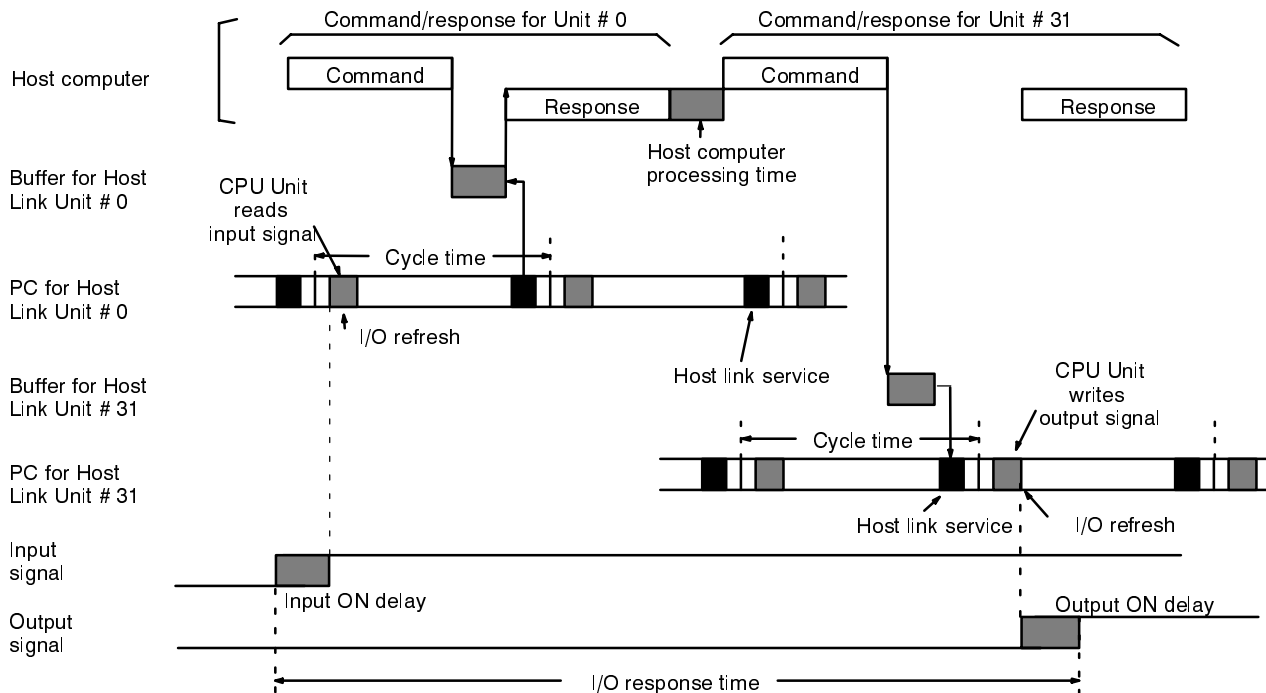 Command/response for Unit # 0
Command/response for Unit # 31
Host computer
Command
Command
Response
Response
Host computer
processing time
Buffer for Host
Link Unit # 0
CPU Unit
reads
input signal
Cycle time
PC for Host
Link Unit # 0
I/O refresh
Host link service
Buffer for Host
Link Unit # 31
CPU Unit
writes
output signal
Cycle time
PC for Host
Link Unit # 31
Host link service
I/O refresh
Input
signal
Input ON delay
Output ON delay
Output
signal
I/O response time